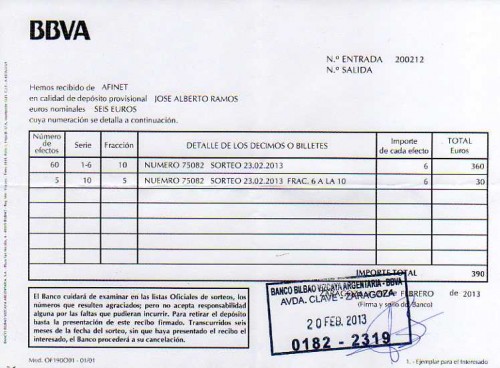 BBVA
N.º ENTRADA 200212
N.º SALIDA
Hemos recibido de AFINET
en calidad de depósito provisional JOSE ALBERTO RAMOS
euros nominales SEIS EUROS
cuya numeración se detalla a continuación.
Número de efectos Serie Fracción DETALLE DE LOS DECIMOS O BILLETES Importe de cada efecto TOTAL Euros
60 1-6 10 NUMERO 75082 SORTEO 23.02.2013 6 360
5 10 5 NUEMRO 75082 SORTEO 23.02.2013 FRAC. 6 A LA 10 6 30
IMPORTE TOTAL 390
ZARAGOZA FEBRERO de 2013
(Firma y sello del Banco)
El Banco cuidará de examinar en las listas Oficiales de sorteos, los
números que resulten agraciados; pero no acepta responsabilidad
alguna por las faltas que pudieran incurrir. Para retirar el depósito
hasta la presentación de este recibo firmado. Transcurridos seis
meses de la fecha del sorteo, sin que haya presentado el recibo el
interesado, el Banco procederá a su cancelación.
BANCO BILBAO VIZCAYA ARGENTARIA - BBVA
AVDA. CLAVE - ZARAGOZA
20 FEB. 2013
0182 - 2319
Mod. OF190C01 - 01/01
1.- Ejemplar para el Interesado